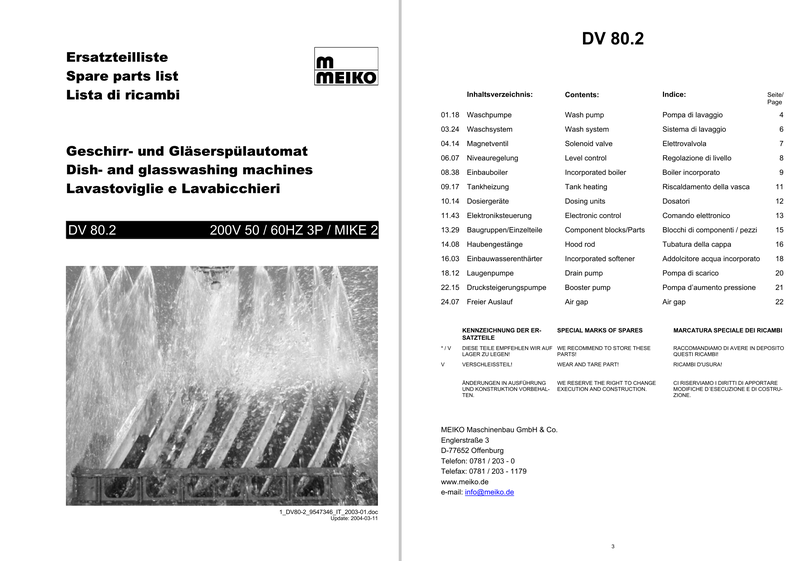 Ersatzteilliste
Spare parts list
Lista di ricambi
m
MEIKO
Geschirr- und Gläserspülautomat
Dish- and glasswashing machines
Lavastoviglie e Lavabicchieri
DV 80.2 200V 50 / 60HZ 3P / MIKE 2
1_DV80-2_9547346_IT_2003-01.doc
Update: 2004-03-11
DV 80.2
Inhaltsverzeichnis: Contents: Indice: Seite/
Page
01.18 Waschpumpe Wash pump Pompa di lavaggio 4
03.24 Waschsystem Wash system Sistema di lavaggio 6
04.14 Magnetventil Solenoid valve Elettrovalvola 7
06.07 Niveauregelung Level control Regolazione di livello 8
08.38 Einbauboiler Incorporated boiler Boiler incorporato 9
09.17 Tankheizung Tank heating Riscaldamento della vasca 11
10.14 Dosiergeräte Dosing units Dosatori 12
11.43 Elektroniksteuerung Electronic control Comando elettronico 13
13.29 Baugruppen/Einzelteile Component blocks/Parts Blocchi di componenti / pezzi 15
14.08 Haubengestänge Hood rod Tubatura della cappa 16
16.03 Einbauwasserenthärter Incorporated softener Addolcitore acqua incorporato 18
18.12 Laugenpumpe Drain pump Pompa di scarico 20
22.15 Drucksteigerungspumpe Booster pump Pompa d'aumento pressione 21
24.07 Freier Auslauf Air gap Air gap 22
KENNZEICHNUNG DER ER- SPECIAL MARKS OF SPARES MARCATURA SPECIALE DEI RICAMBI
SATZTEILE
* / V DIESE TEILE EMPFEHLEN WIR AUF WE RECOMMEND TO STORE THESE RACCOMANDIAMO DI AVERE IN DEPOSITO
LAGER ZU LEGEN! PARTS! QUESTI RICAMBI!
V VERSCHLEISSTEIL! WEAR AND TARE PART! RICAMBI D'USURA!
ÄNDERUNGEN IN AUSFÜHRUNG WE RESERVE THE RIGHT TO CHANGE CI RISERVIAMO I DIRITTI DI APPORTARE
UND KONSTRUKTION VORBEHAL- EXECUTION AND CONSTRUCTION. MODIFICHE D'ESECUZIONE E DI COSTRU-
TEN. ZIONE.
MEIKO Maschinenbau GmbH & Co.
Englerstraße 3
D-77652 Offenburg
Telefon: 0781 / 203 - 0
Telefax: 0781 / 203 - 1179
www.meiko.de
e-mail: info@meiko.de
3